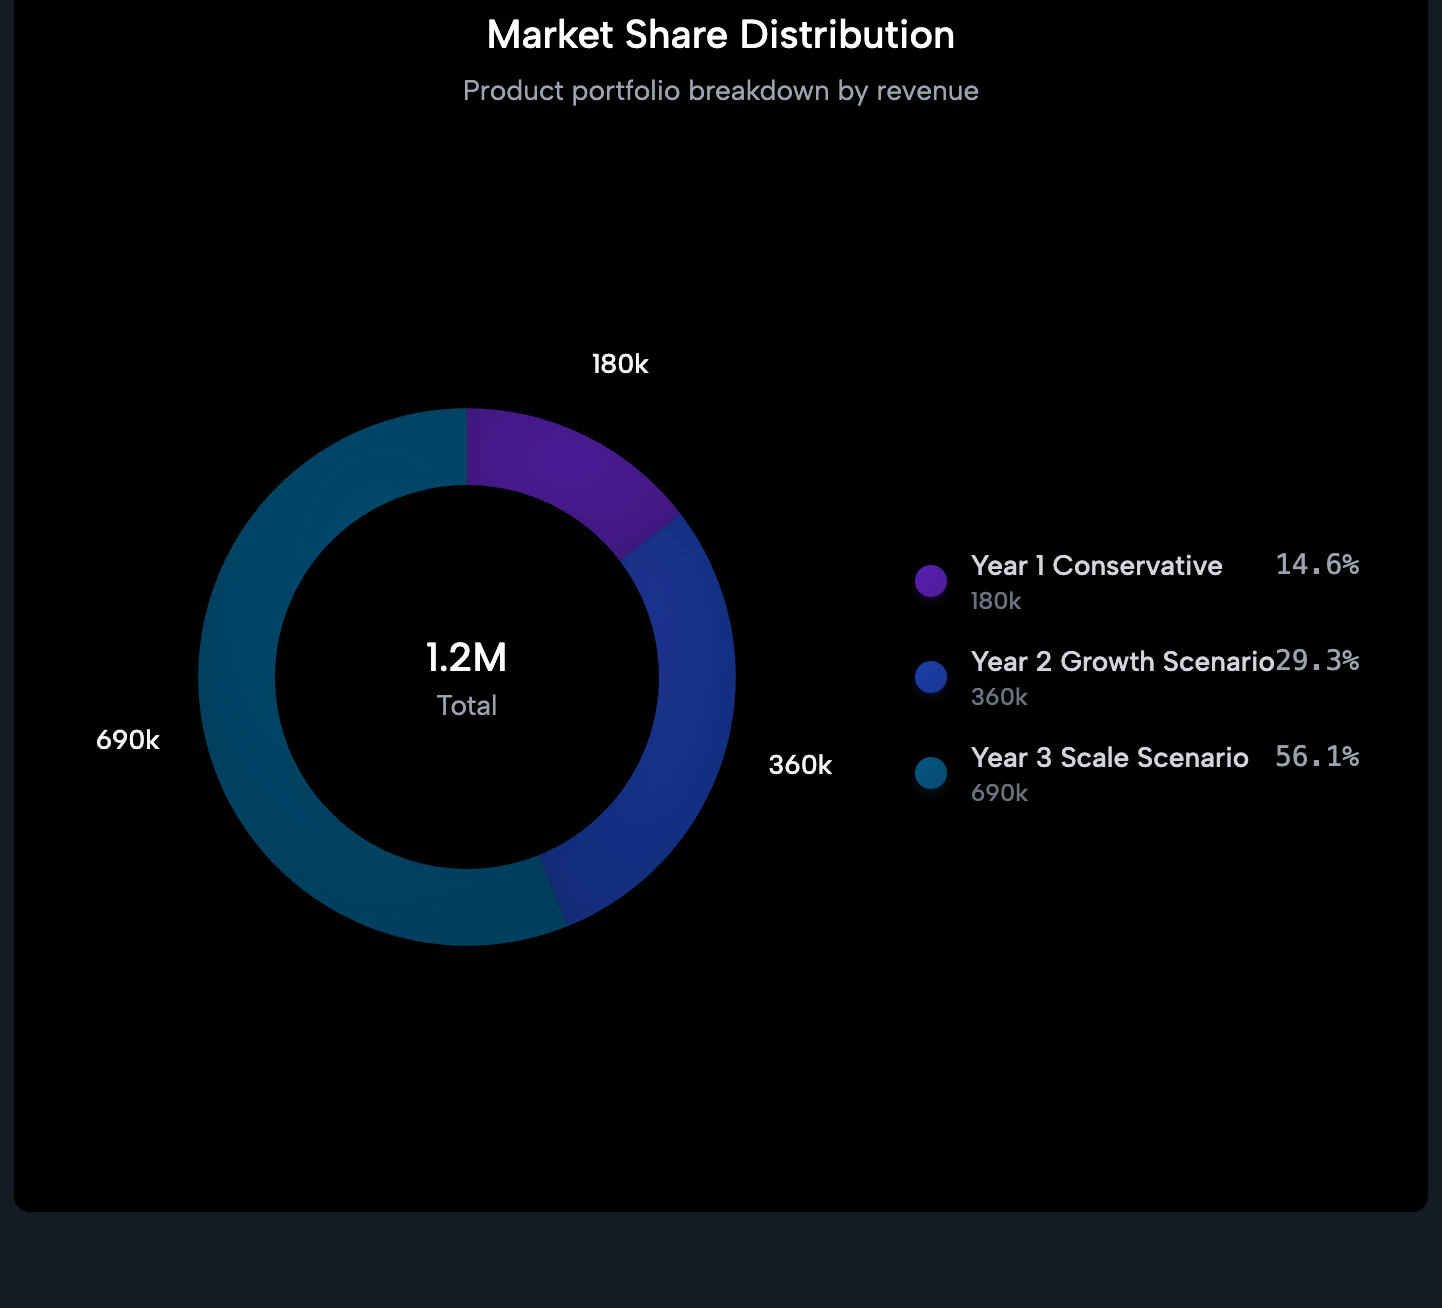 Market Share Distribution
Product portfolio breakdown by revenue
180k
1.2M
Total
690k
360k
Year 1 Conservative 14.6%
180k
Year 2 Growth Scenario 29.3%
360k
Year 3 Scale Scenario 56.1%
690k